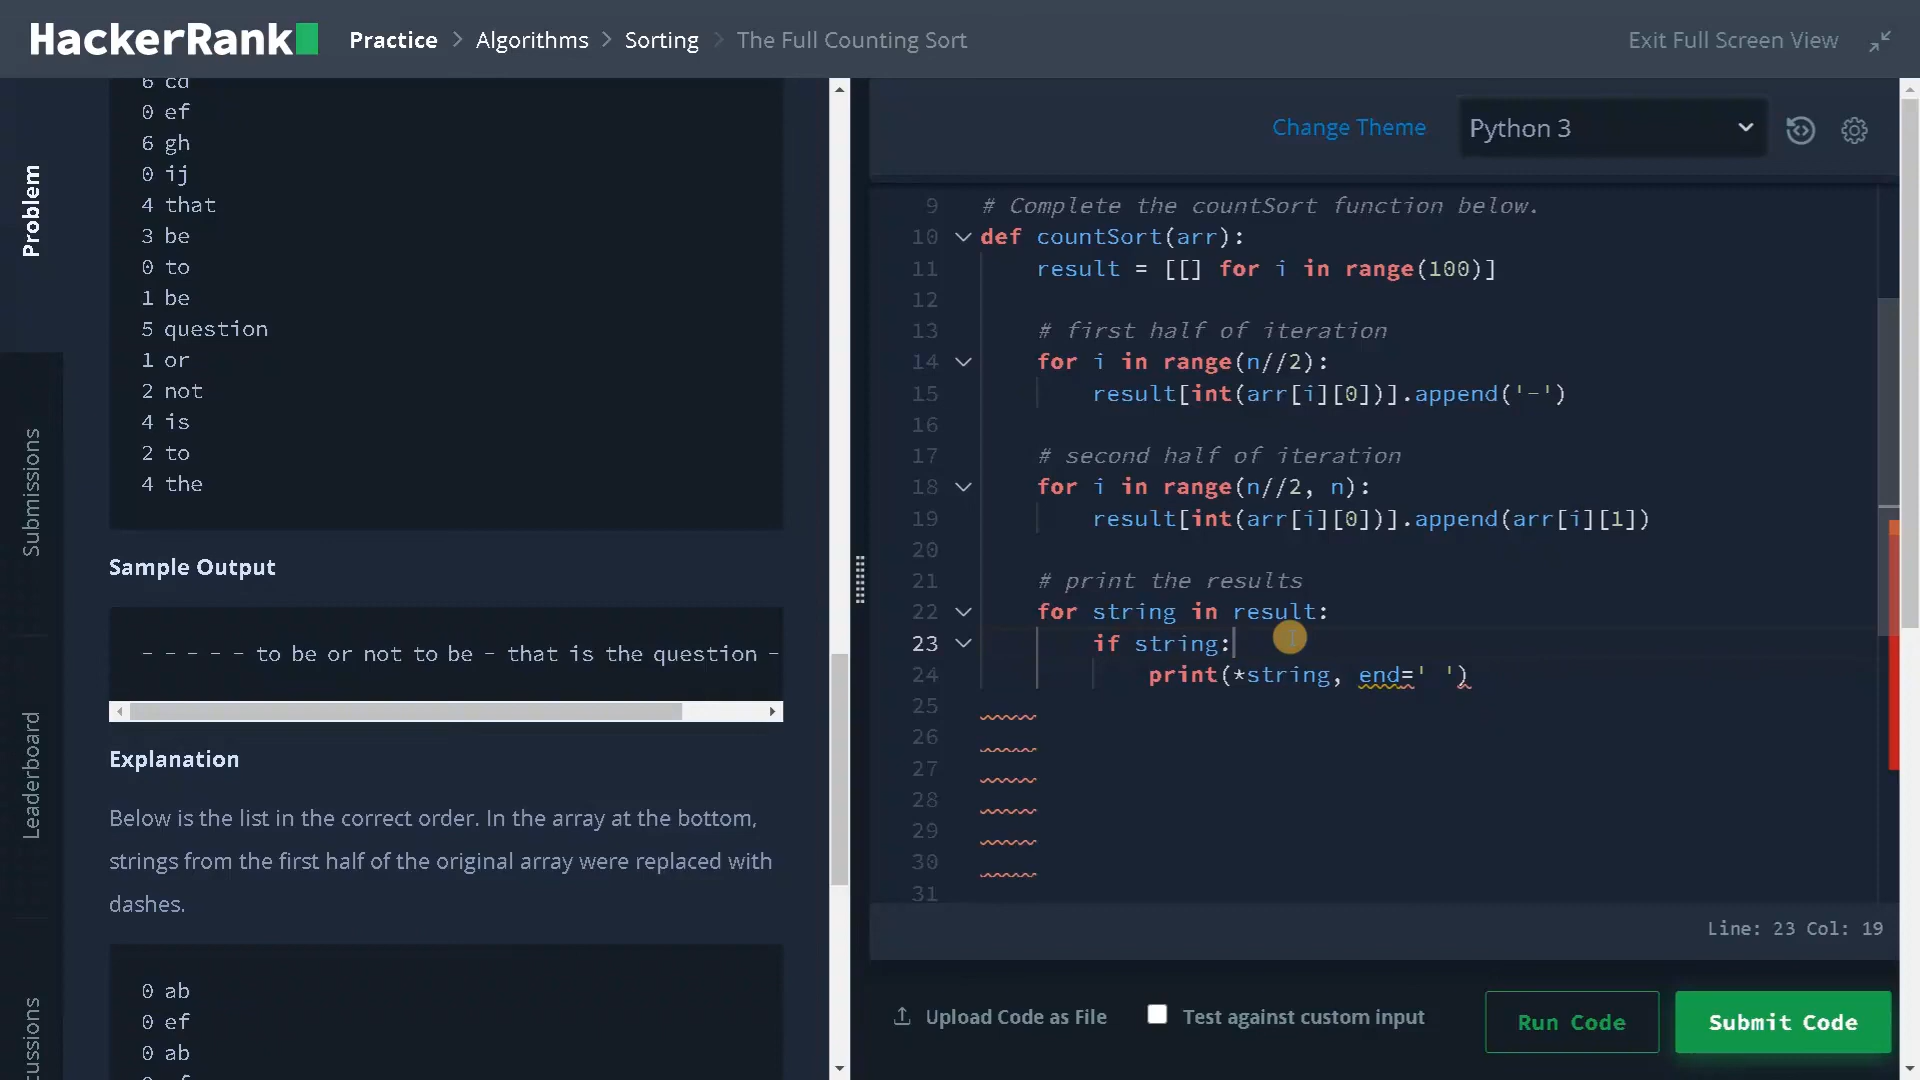 HackerRank
Practice > Algorithms > Sorting > The Full Counting Sort
Exit Full Screen View
Problem
Submissions
Leaderboard
6 cd
0 ef
6 gh
0 ij
4 that
3 be
0 to
1 be
5 question
1 or
2 not
4 is
2 to
4 the
Sample Output
- - - - - to be or not to be - that is the question -
Explanation
Below is the list in the correct order. In the array at the bottom,
strings from the first half of the original array were replaced with
dashes.
0 ab
0 ef
0 ab
Change Theme
Python 3
9 # Complete the countSort function below.
10 def countSort(arr):
11 result = [[] for i in range(100)]
12
13 # first half of iteration
14 for i in range(n//2):
15 result[int(arr[i][0])].append('-')
16
17 # second half of iteration
18 for i in range(n//2, n):
19 result[int(arr[i][0])].append(arr[i][1])
20
21 # print the results
22 for string in result:
23 if string:
24 print(*string, end=' ')
25
26
27
28
29
30
31
Line: 23 Col: 19
Upload Code as File
Test against custom input
Run Code
Submit Code